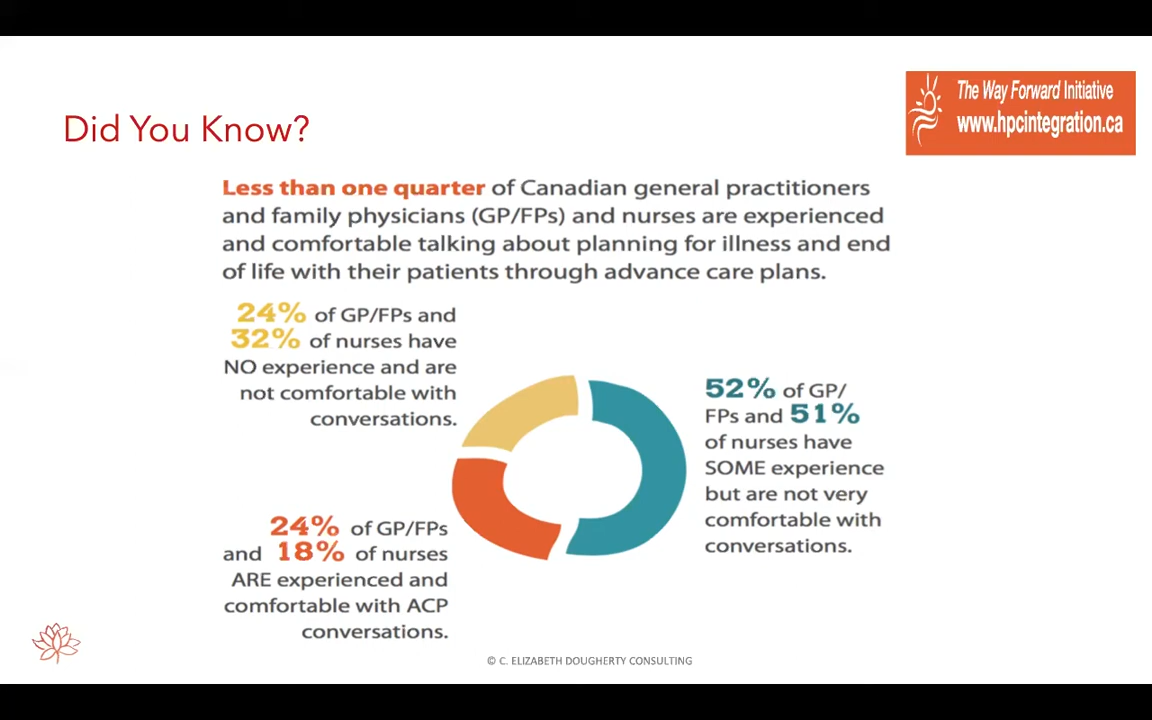 The Way Forward Initiative
www.hpcintegration.ca
Did You Know?
Less than one quarter of Canadian general practitioners
and family physicians (GP/FPs) and nurses are experienced
and comfortable talking about planning for illness and end
of life with their patients through advance care plans.
24% of GP/FPs and
32% of nurses have
NO experience and are
not comfortable with
conversations.
52% of GP/
FPs and 51%
of nurses have
SOME experience
but are not very
comfortable with
conversations.
24% of GP/FPs
and 18% of nurses
ARE experienced and
comfortable with ACP
conversations.
© C. ELIZABETH DOUGHERTY CONSULTING